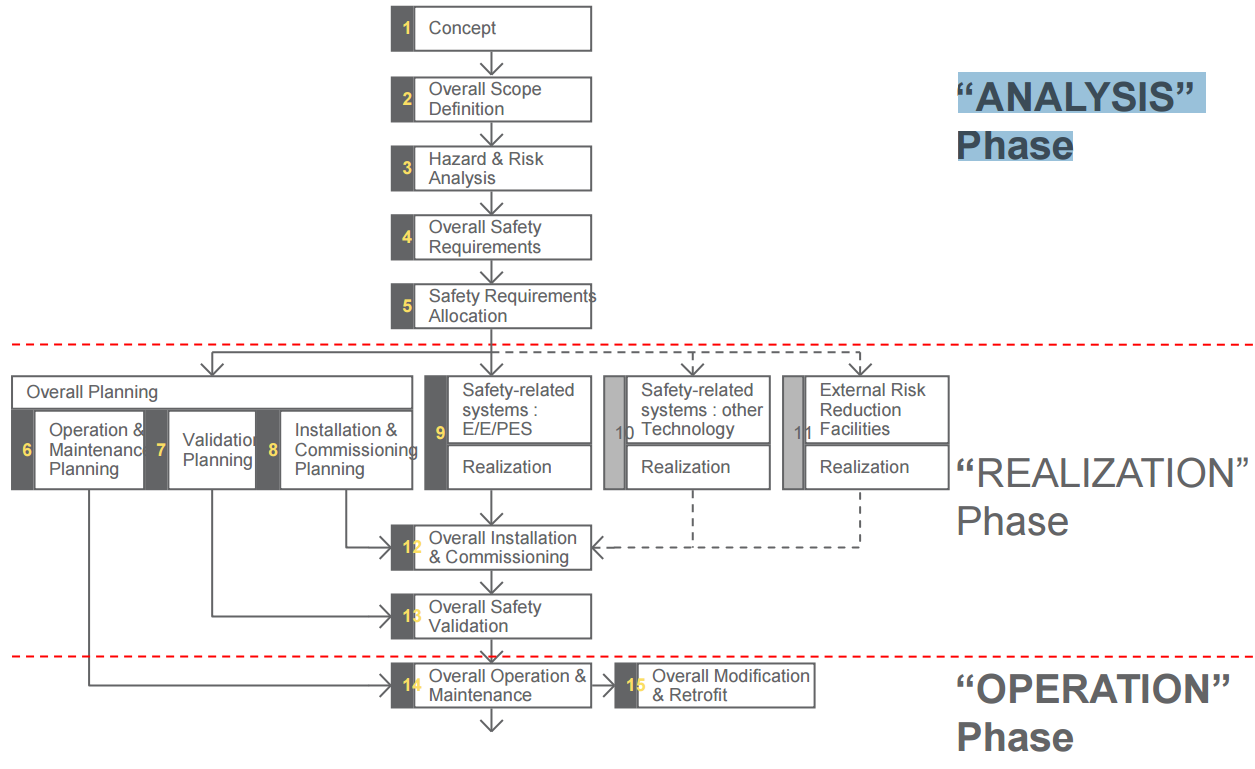 1
Concept
2
Overall Scope
Definition
“ANALYSIS”
Phase
3
Hazard & Risk
Analysis
4
Overall Safety
Requirements
5
Safety Requirements
Allocation
Overall Planning
6
Operation &
Maintenance
Planning
7
Validation
Planning
8
Installation &
Commissioning
Planning
9
Safety-related
systems :
E/E/PES
Realization
10
Safety-related
systems : other
Technology
Realization
11
External Risk
Reduction
Facilities
Realization
“REALIZATION”
Phase
12
Overall Installation
& Commissioning
13
Overall Safety
Validation
14
Overall Operation &
Maintenance
15
Overall Modification
& Retrofit
“OPERATION”
Phase